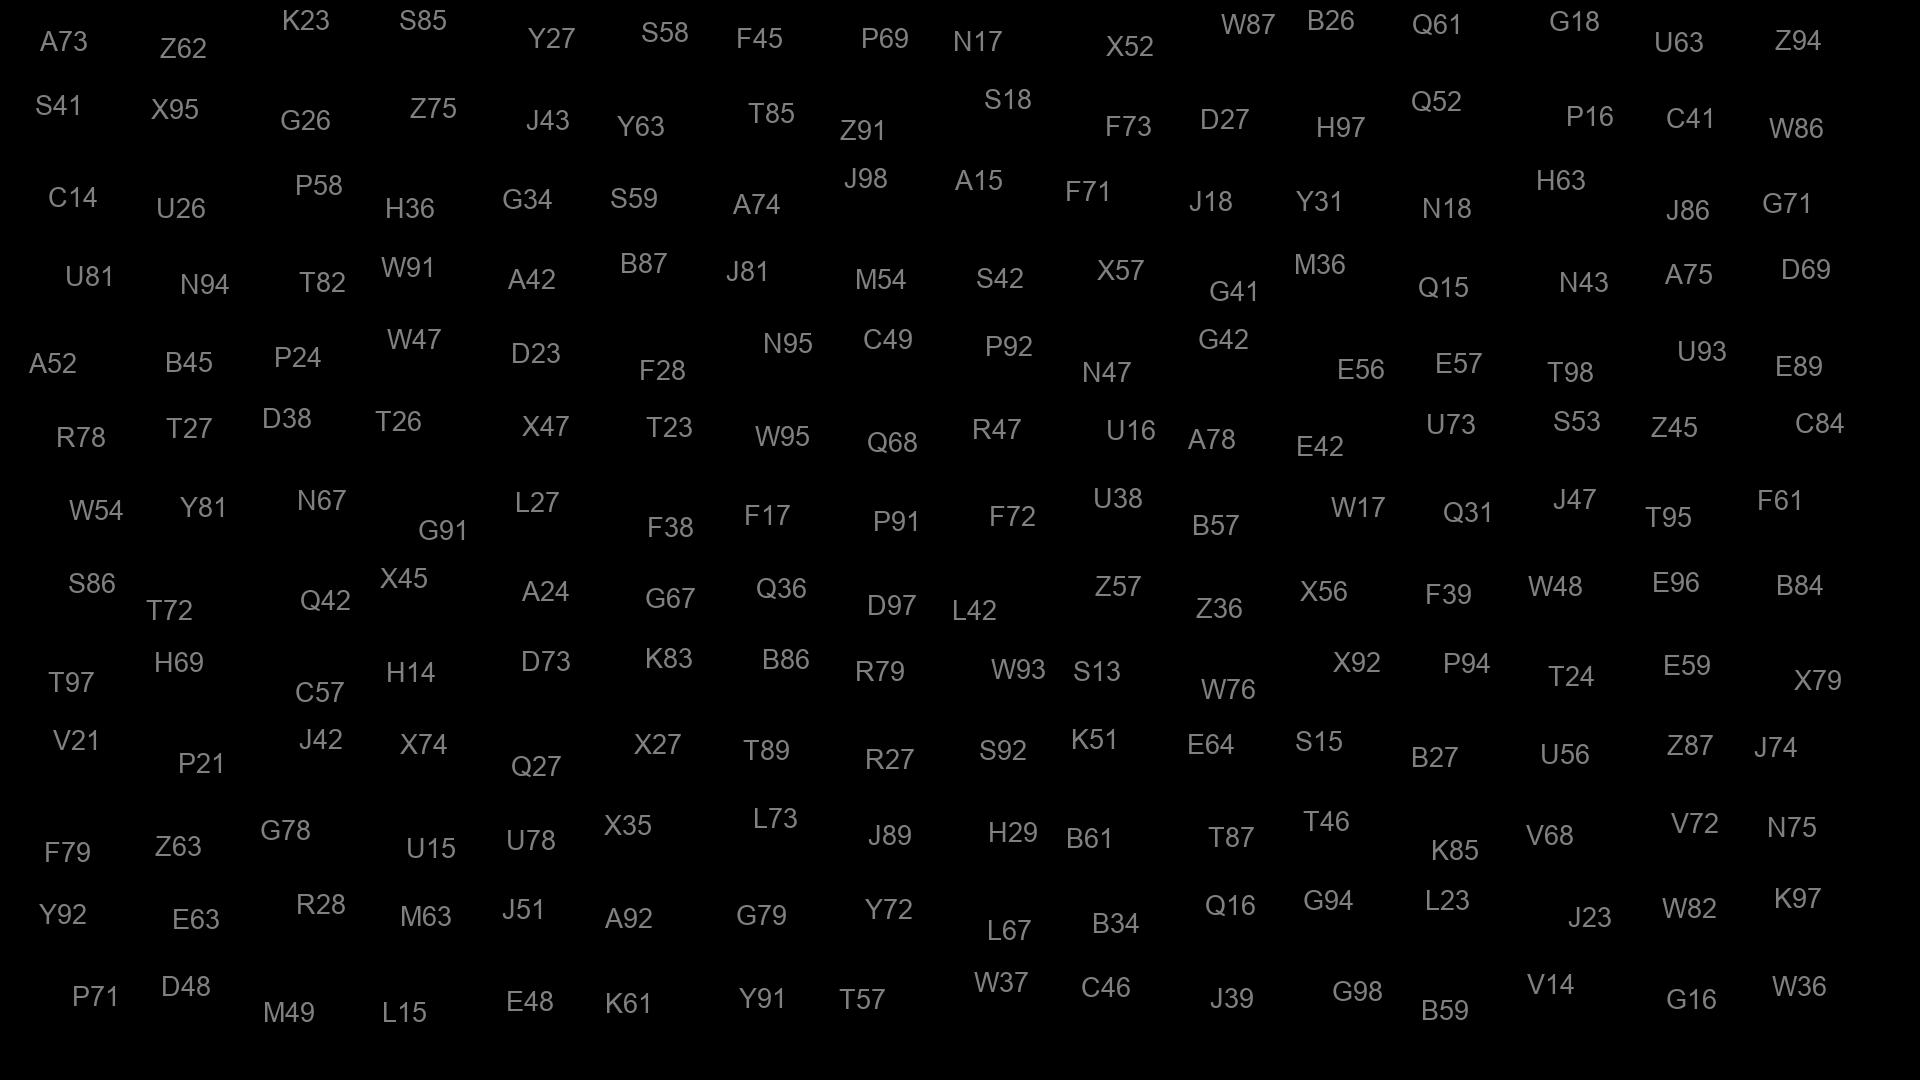 A73 Z62 K23 S85 Y27 S58 F45 P69 N17 X52 W87 B26 Q61 G18 U63 Z94
S41 X95 G26 Z75 J43 Y63 T85 Z91 S18 F73 D27 H97 Q52 P16 C41 W86
C14 U26 P58 H36 G34 S59 A74 J98 A15 F71 J18 Y31 N18 H63 J86 G71
U81 N94 T82 W91 A42 B87 J81 M54 S42 X57 G41 M36 Q15 N43 A75 D69
A52 B45 P24 W47 D23 F28 N95 C49 P92 N47 G42 E56 E57 T98 U93 E89
R78 T27 D38 T26 X47 T23 W95 Q68 R47 U16 A78 E42 U73 S53 Z45 C84
W54 Y81 N67 G91 L27 F38 F17 P91 F72 U38 B57 W17 Q31 J47 T95 F61
S86 T72 Q42 X45 A24 G67 Q36 D97 L42 Z57 Z36 X56 F39 W48 E96 B84
T97 H69 C57 H14 D73 K83 B86 R79 W93 S13 W76 X92 P94 T24 E59 X79
V21 P21 J42 X74 Q27 X27 T89 R27 S92 K51 E64 S15 B27 U56 Z87 J74
F79 Z63 G78 U15 U78 X35 L73 J89 H29 B61 T87 T46 K85 V68 V72 N75
Y92 E63 R28 M63 J51 A92 G79 Y72 L67 B34 Q16 G94 L23 J23 W82 K97
P71 D48 M49 L15 E48 K61 Y91 T57 W37 C46 J39 G98 B59 V14 G16 W36